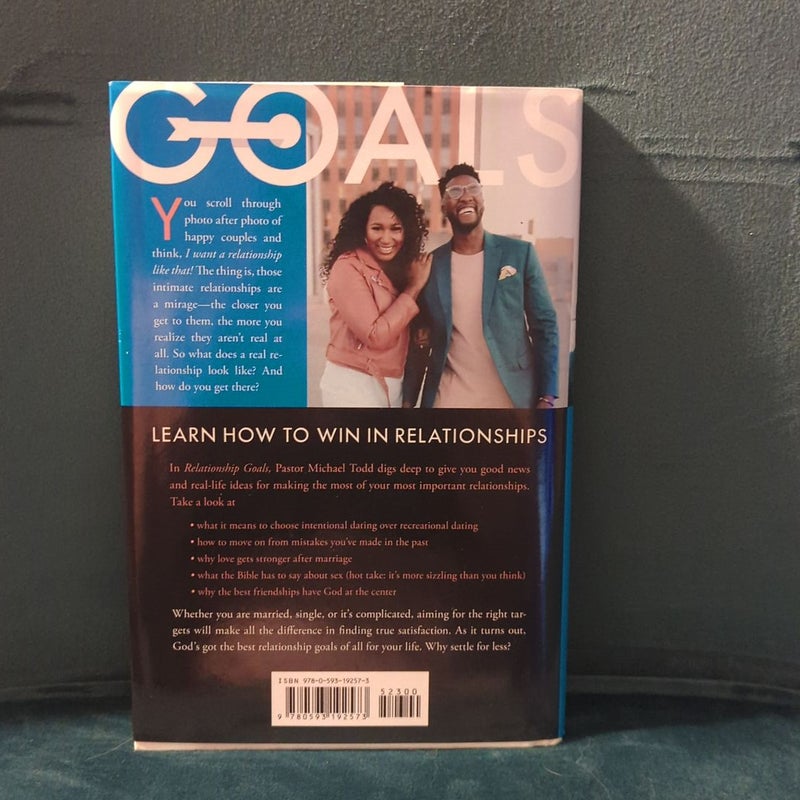 GOALS
You scroll through
photo after photo of
happy couples and
think, I want a relationship
like that! The thing is, those
intimate relationships are
a mirage—the closer you
get to them, the more you
realize they aren't real at
all. So what does a real re-
lationship look like? And
how do you get there?
LEARN HOW TO WIN IN RELATIONSHIPS
In Relationship Goals, Pastor Michael Todd digs deep to give you good news
and real-life ideas for making the most of your most important relationships.
Take a look at
• what it means to choose intentional dating over recreational dating
• how to move on from mistakes you've made in the past
• why love gets stronger after marriage
• what the Bible has to say about sex (hot take: it's more sizzling than you think)
• why the best friendships have God at the center
Whether you are married, single, or it's complicated, aiming for the right tar-
gets will make all the difference in finding true satisfaction. As it turns out,
God's got the best relationship goals of all for your life. Why settle for less?
ISBN 978-0-593-19257-3
52300
9 780593 192573